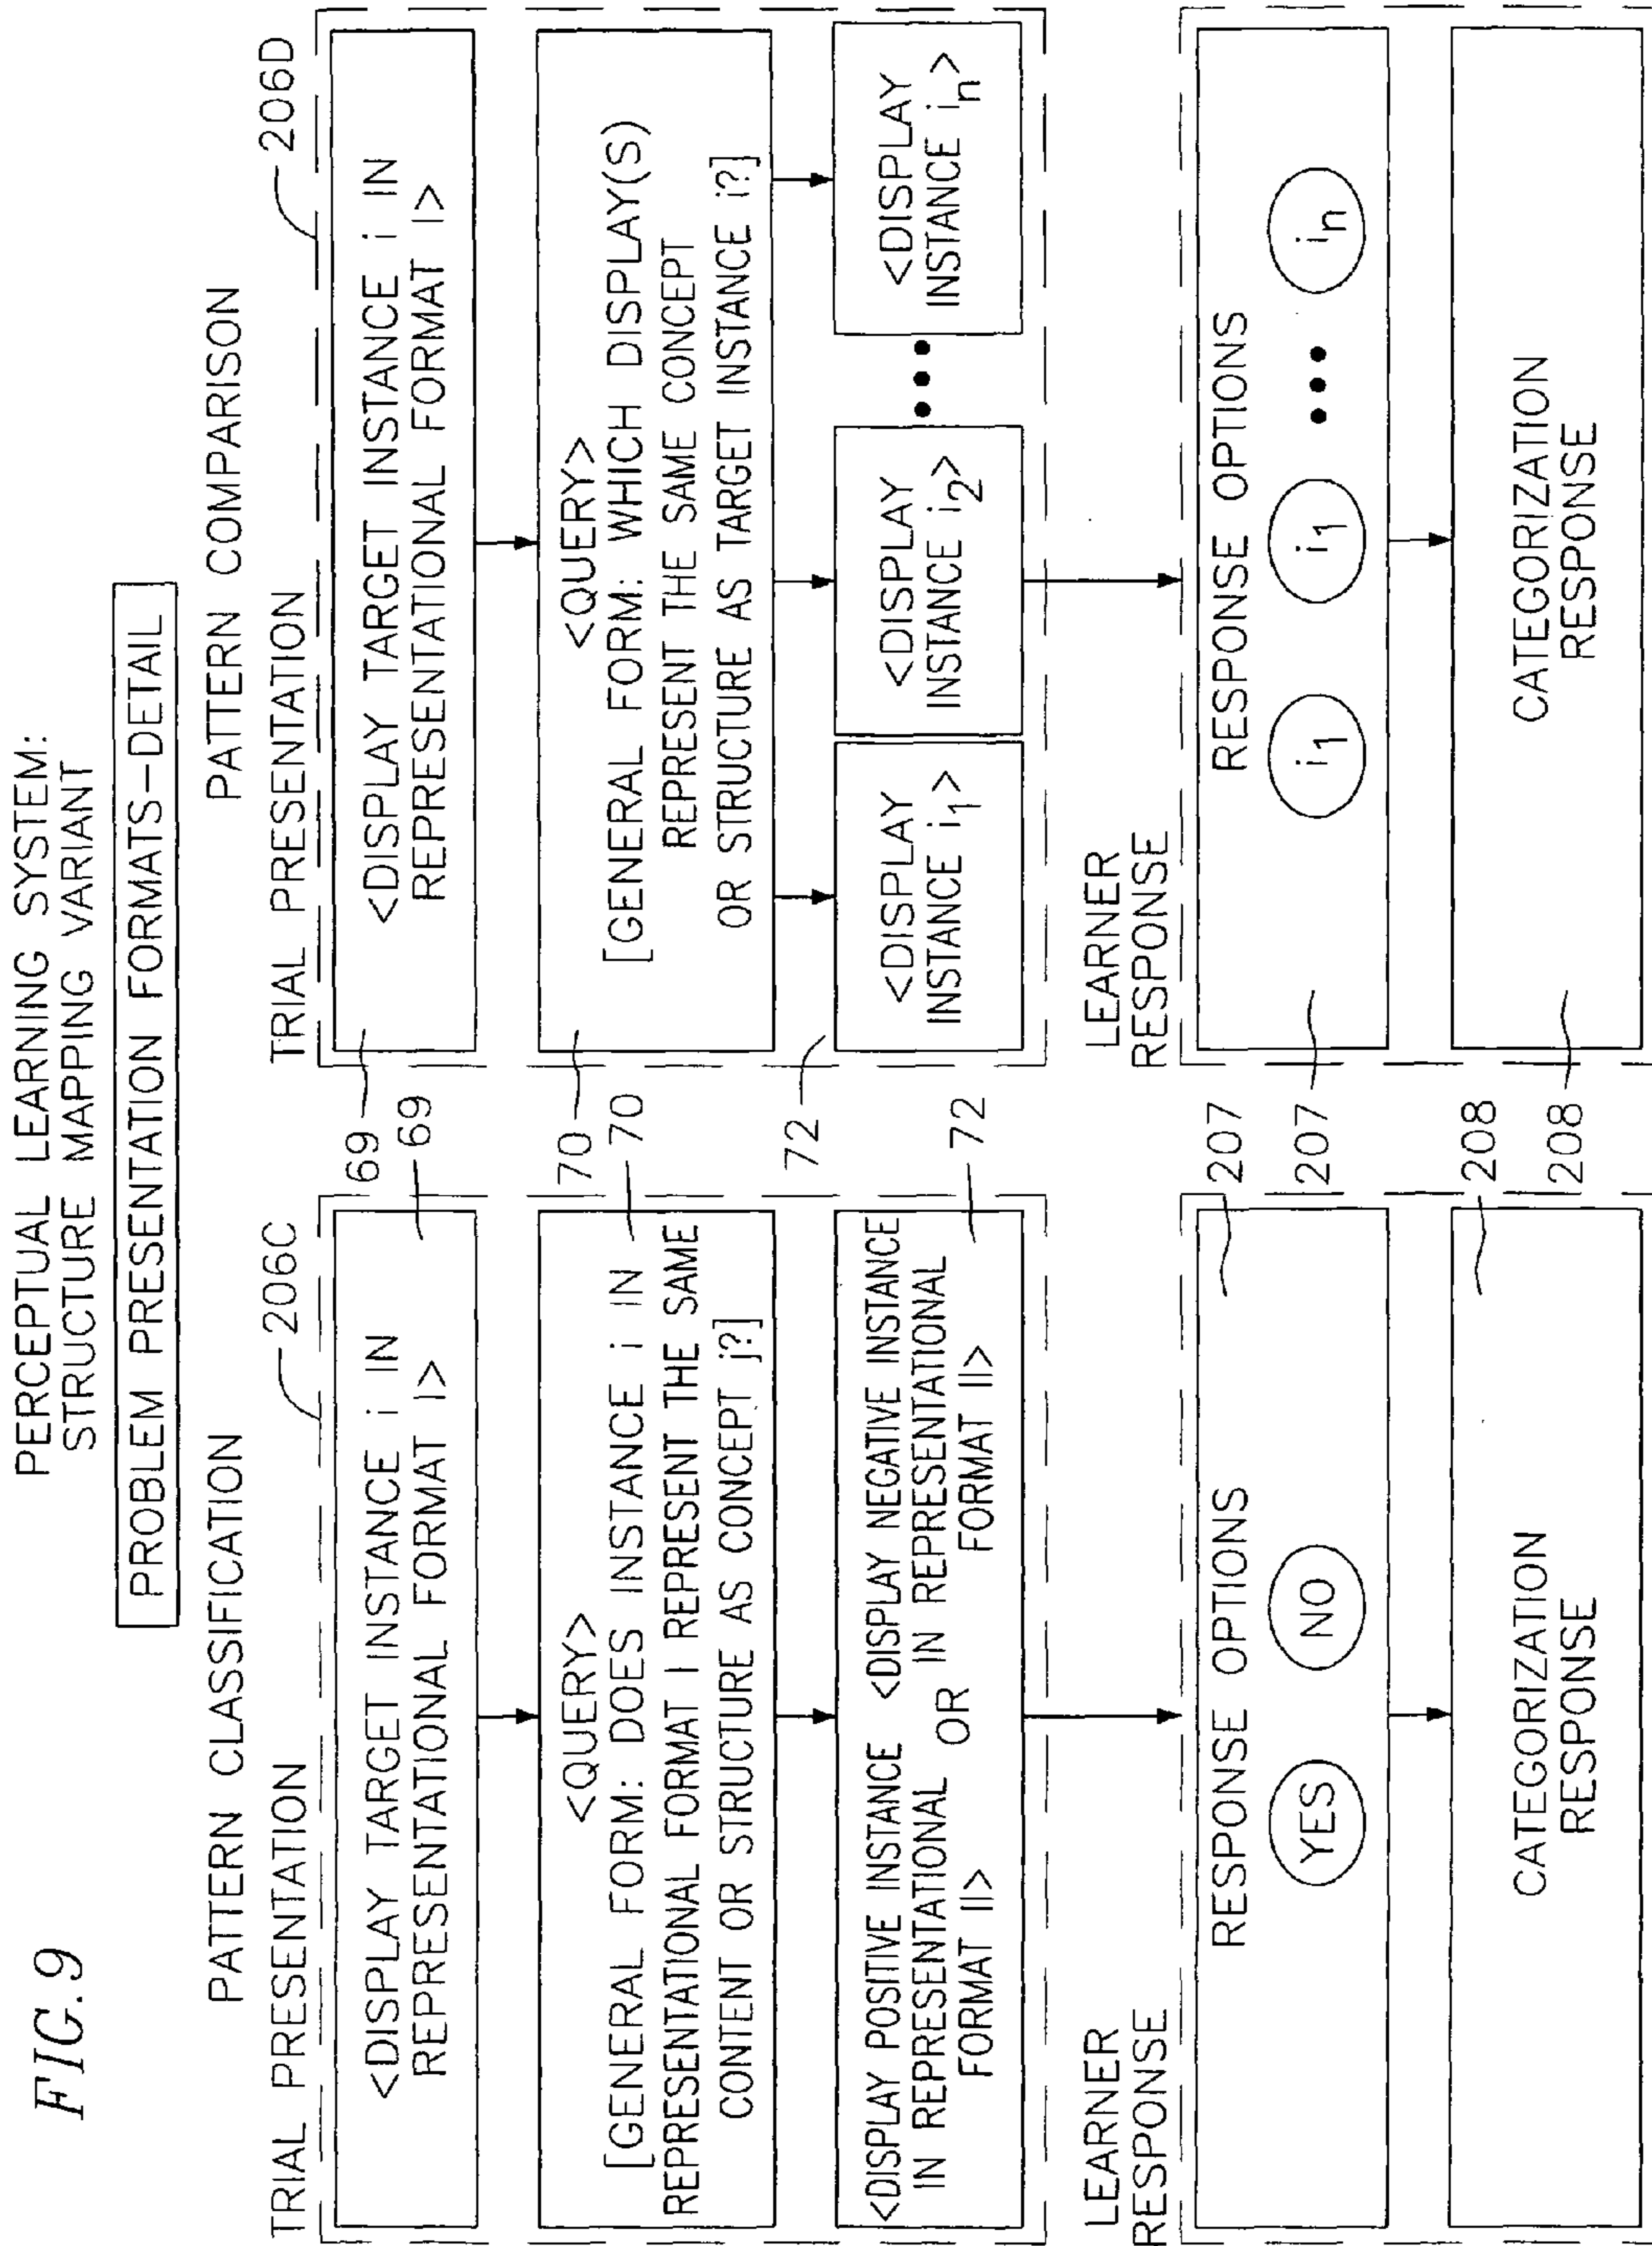 FIG.9
PERCEPTUAL LEARNING SYSTEM:
STRUCTURE MAPPING VARIANT
PROBLEM PRESENTATION FORMATS-DETAIL
PATTERN CLASSIFICATION
TRIAL PRESENTATION
206C
<DISPLAY TARGET INSTANCE i IN
REPRESENTATIONAL FORMAT I>
69
<QUERY>
[GENERAL FORM: DOES INSTANCE i IN
REPRESENTATIONAL FORMAT I REPRESENT THE SAME
CONTENT OR STRUCTURE AS CONCEPT j?]
70
<DISPLAY POSITIVE INSTANCE
IN REPRESENTATIONAL
FORMAT II>
OR
<DISPLAY NEGATIVE INSTANCE
IN REPRESENTATIONAL
FORMAT II>
72
LEARNER
RESPONSE
RESPONSE OPTIONS
YES
NO
207
CATEGORIZATION
RESPONSE
208
PATTERN COMPARISON
TRIAL PRESENTATION
206D
69
<DISPLAY TARGET INSTANCE i IN
REPRESENTATIONAL FORMAT I>
70
<QUERY>
[GENERAL FORM: WHICH DISPLAY(S)
REPRESENT THE SAME CONCEPT
OR STRUCTURE AS TARGET INSTANCE i?]
72
<DISPLAY
INSTANCE i1>
<DISPLAY
INSTANCE i2>
•••
<DISPLAY
INSTANCE in>
LEARNER
RESPONSE
RESPONSE OPTIONS
i1
i1
•••
in
207
CATEGORIZATION
RESPONSE
208